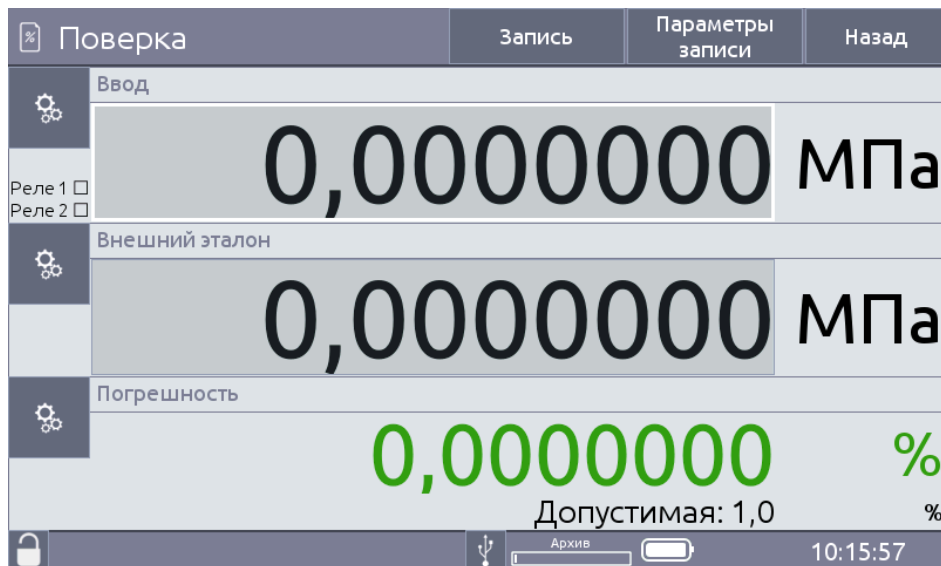 Поверка
Запись
Параметры
записи
Назад
Ввод
0,0000000 МПа
Реле 1
Реле 2
Внешний эталон
0,0000000 МПа
Погрешность
0,0000000 %
Допустимая: 1,0 %
Архив
10:15:57